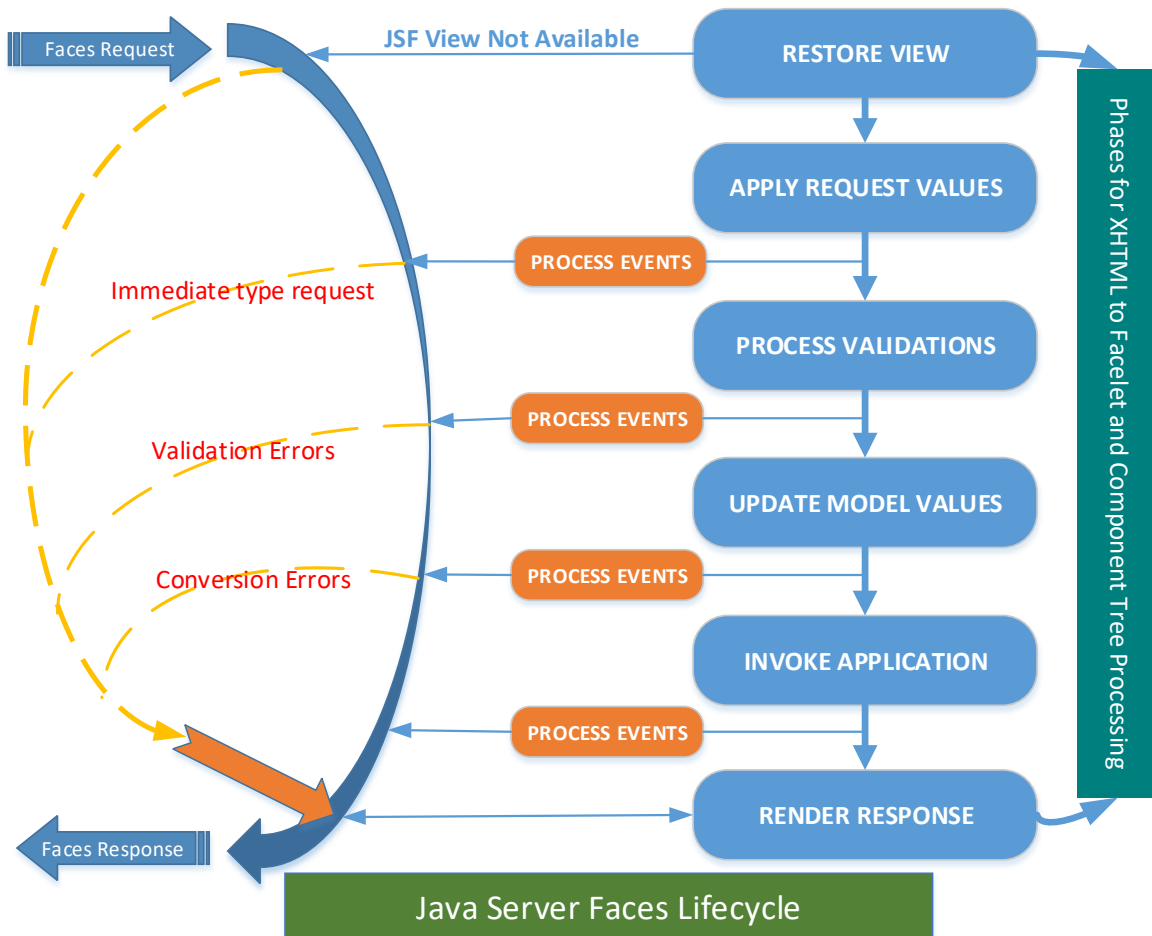 Faces Request
JSF View Not Available
RESTORE VIEW
Phases for XHTML to Facelet and Component Tree Processing
APPLY REQUEST VALUES
PROCESS EVENTS
Immediate type request
PROCESS VALIDATIONS
PROCESS EVENTS
Validation Errors
UPDATE MODEL VALUES
PROCESS EVENTS
Conversion Errors
INVOKE APPLICATION
PROCESS EVENTS
RENDER RESPONSE
Faces Response
Java Server Faces Lifecycle